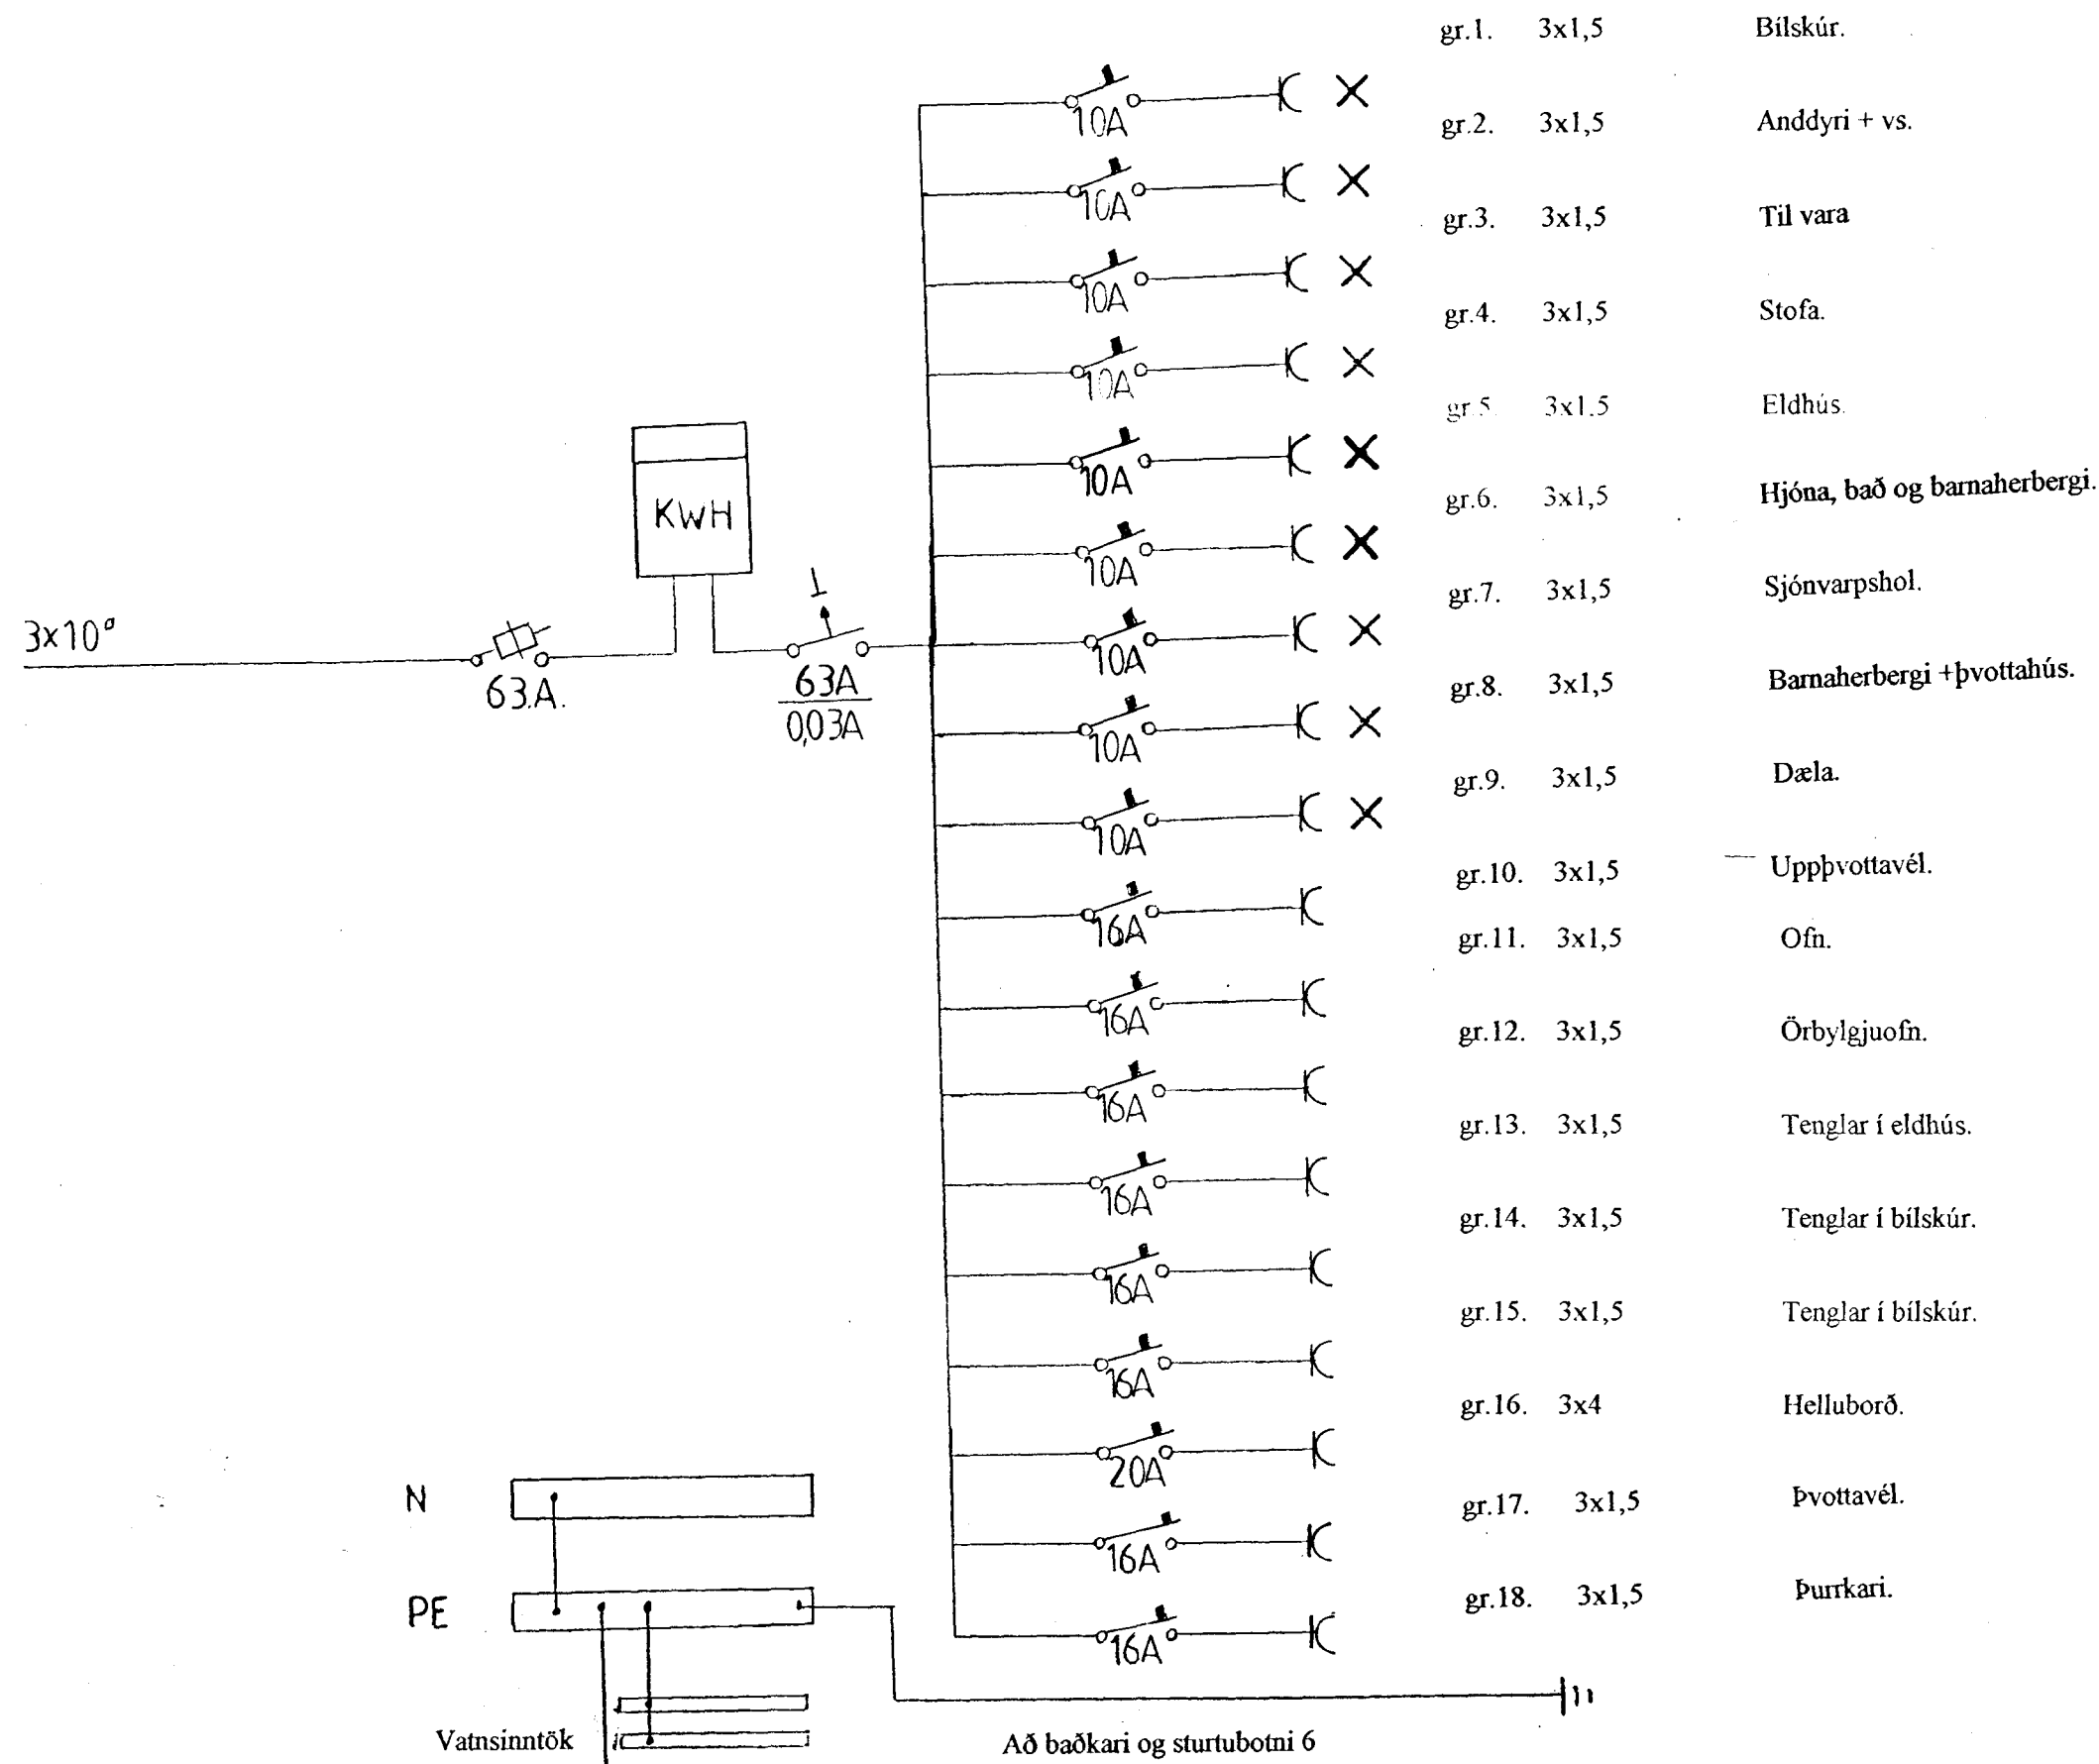 gr.1. 3x1,5 Bílskúr.
10A
gr.2. 3x1,5 Anddyri + vs.
10A
gr.3. 3x1,5 Til vara
10A
gr.4. 3x1,5 Stofa.
10A
gr.5. 3x1.5 Eldhús.
10A
gr.6. 3x1,5 Hjóna, bað og barnaherbergi.
KWH
10A
gr.7. 3x1,5 Sjónvarpshol.
3x10°
63.A.
63A
0,03A
10A
gr.8. 3x1,5 Barnaherbergi +þvottahús.
10A
gr.9. 3x1,5 Dæla.
10A
gr.10. 3x1,5 Uppþvottavél.
16A
gr.11. 3x1,5 Ofn.
16A
gr.12. 3x1,5 Örbylgjuofn.
16A
gr.13. 3x1,5 Tenglar í eldhús.
16A
gr.14. 3x1,5 Tenglar í bílskúr.
16A
gr.15. 3x1,5 Tenglar í bílskúr.
16A
gr.16. 3x4 Helluborð.
20A
gr.17. 3x1,5 Þvottavél.
16A
gr.18. 3x1,5 Þurrkari.
16A
N
PE
Vatnsinntök
Að baðkari og sturtubotni 6